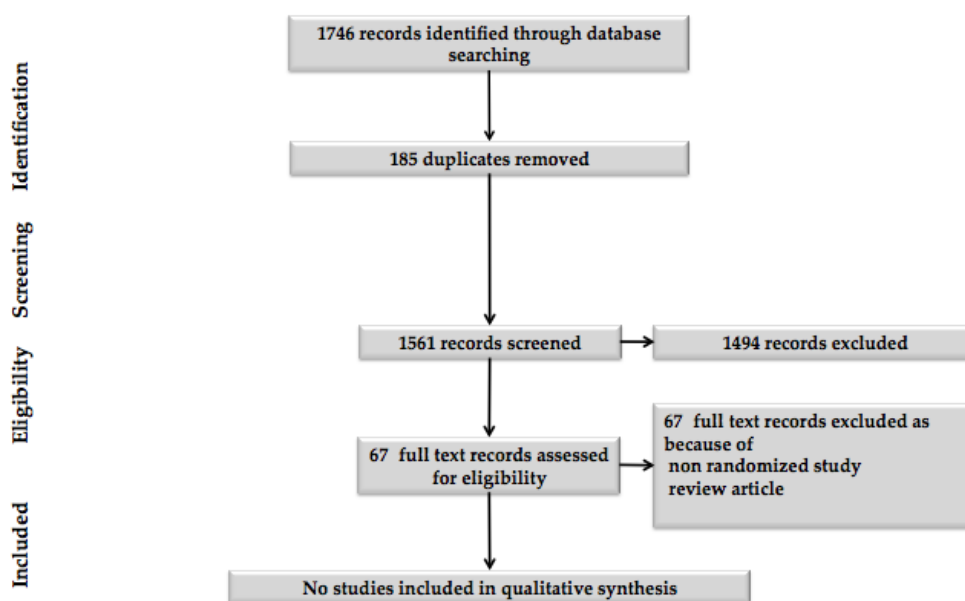 1746 records identified through database
searching
185 duplicates removed
1561 records screened
1494 records excluded
67 full text records assessed
for eligibility
67 full text records excluded as
because of
non randomized study
review article
No studies included in qualitative synthesis
Identification
Screening
Eligibility
Included